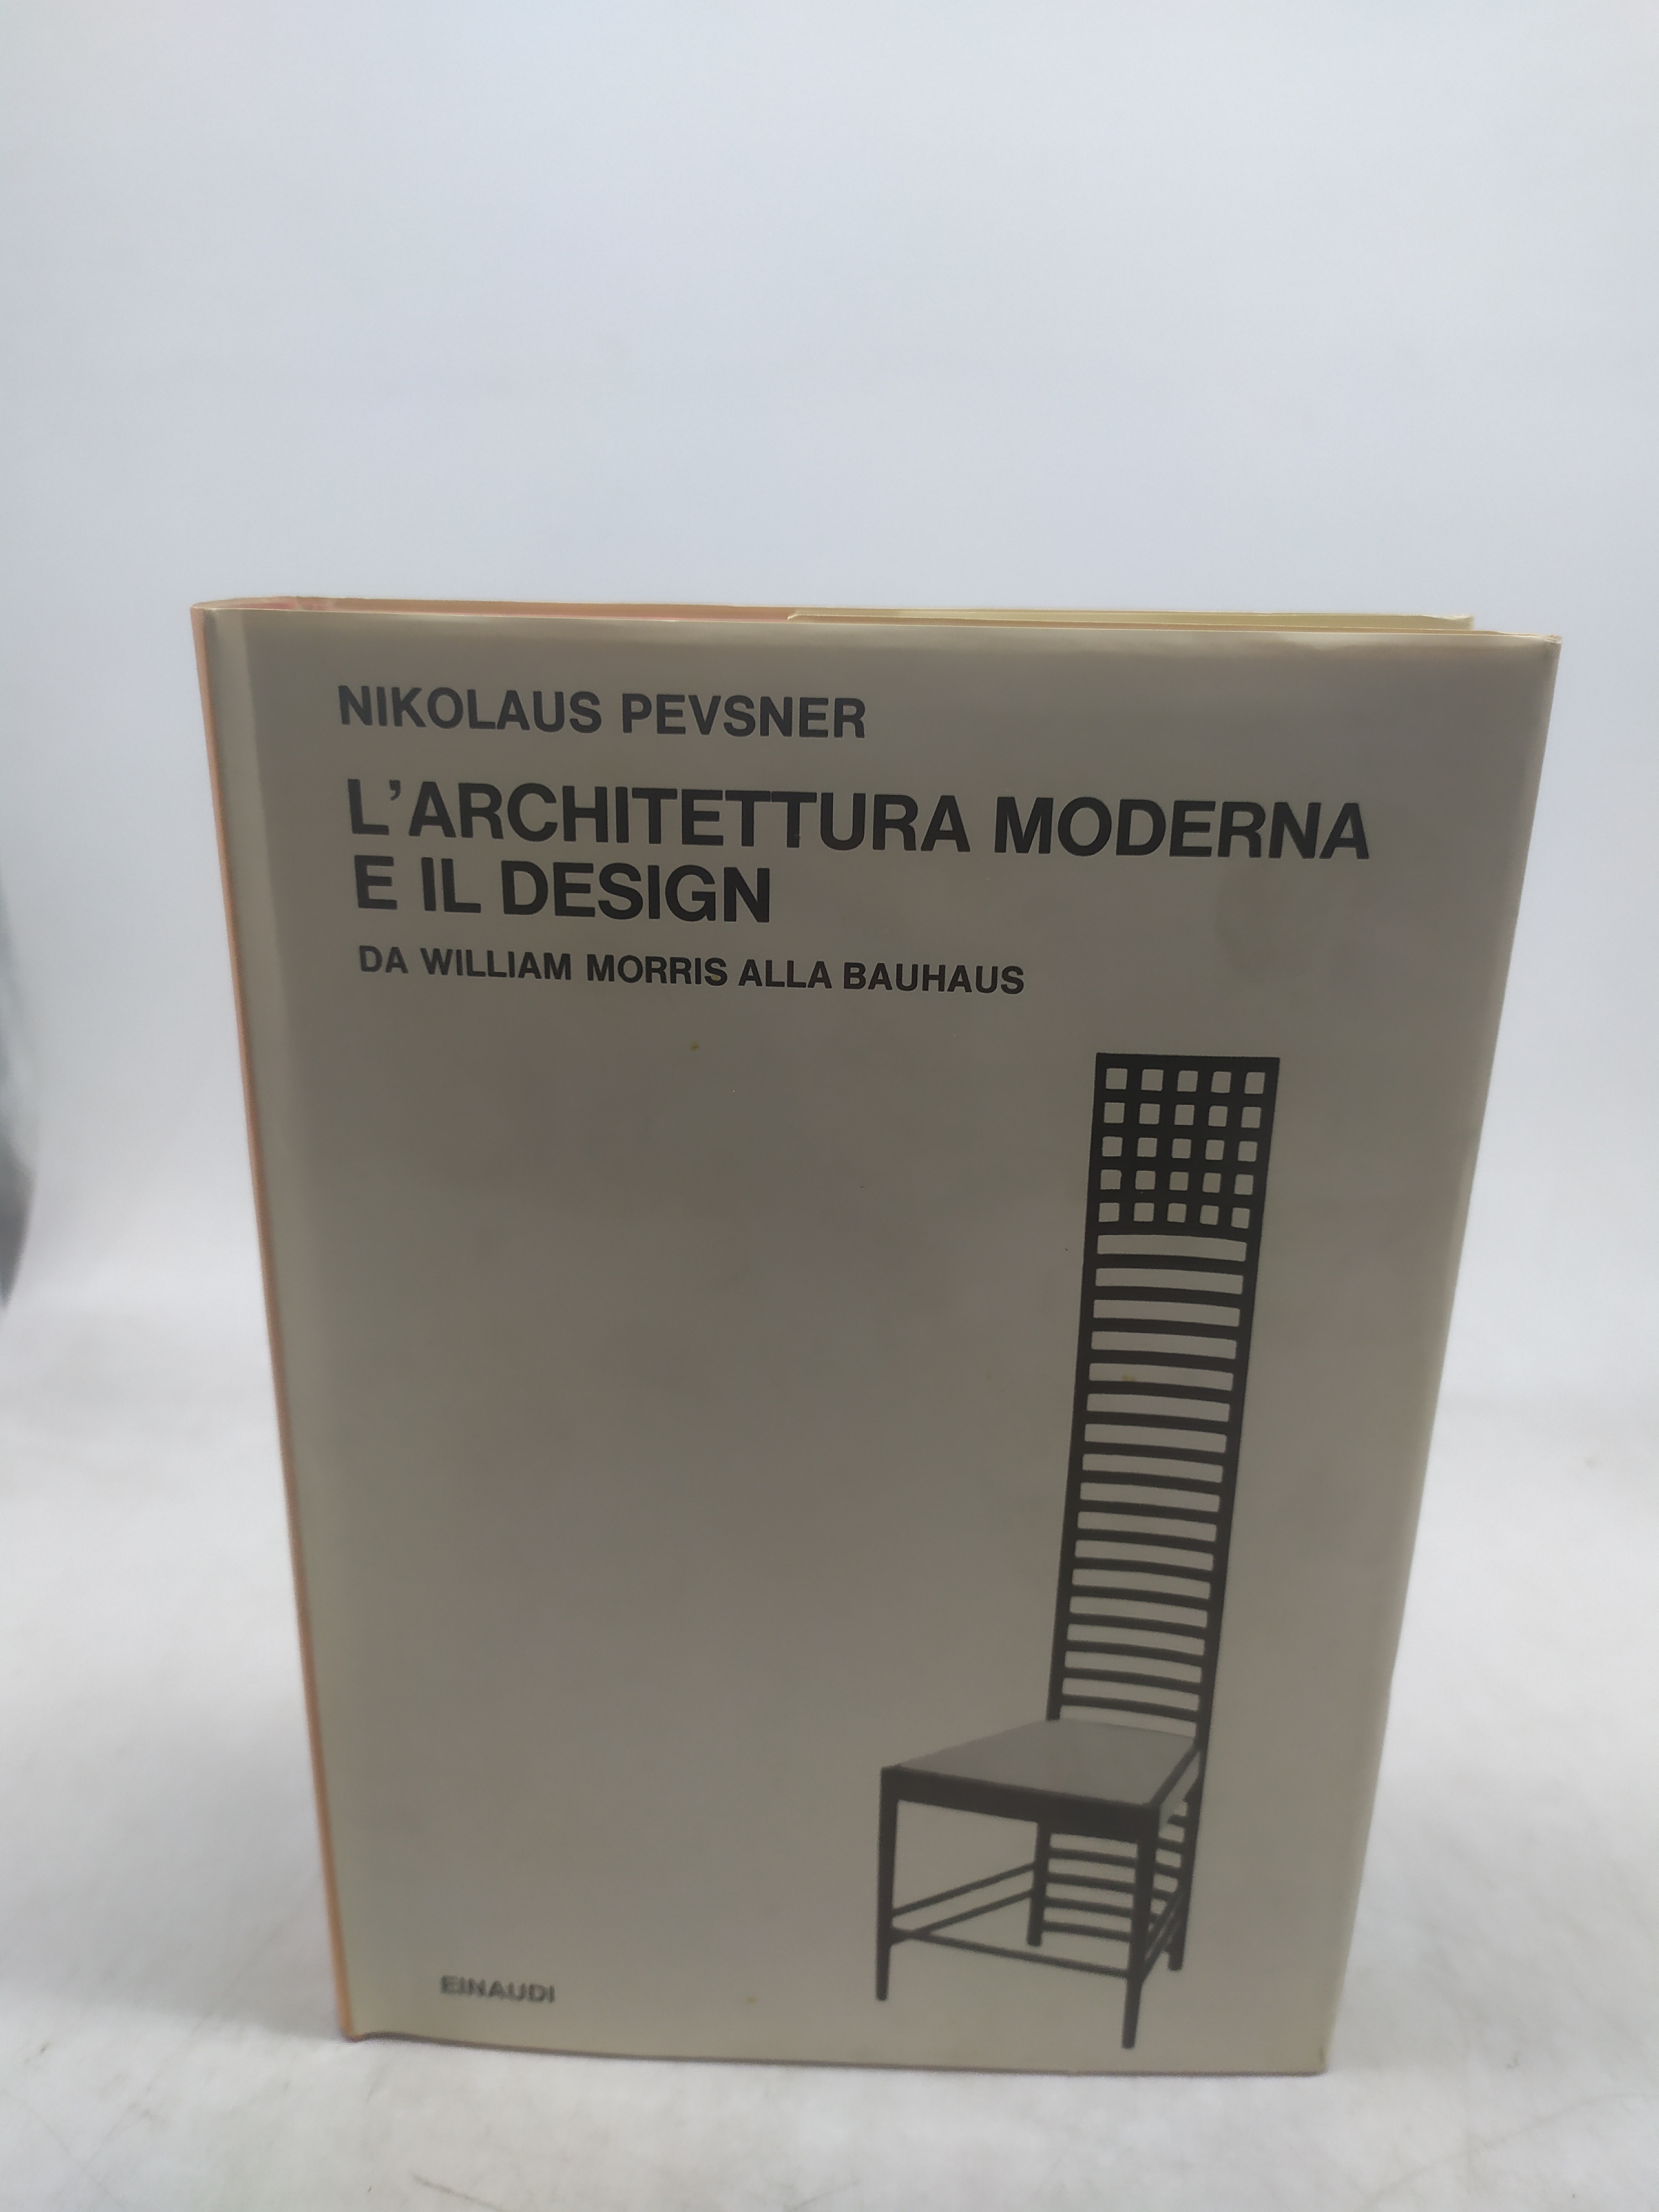 NIKOLAUS PEVSNER
L'ARCHITETTURA MODERNA
E IL DESIGN
DA WILLIAM MORRIS ALLA BAUHAUS
EINAUDI